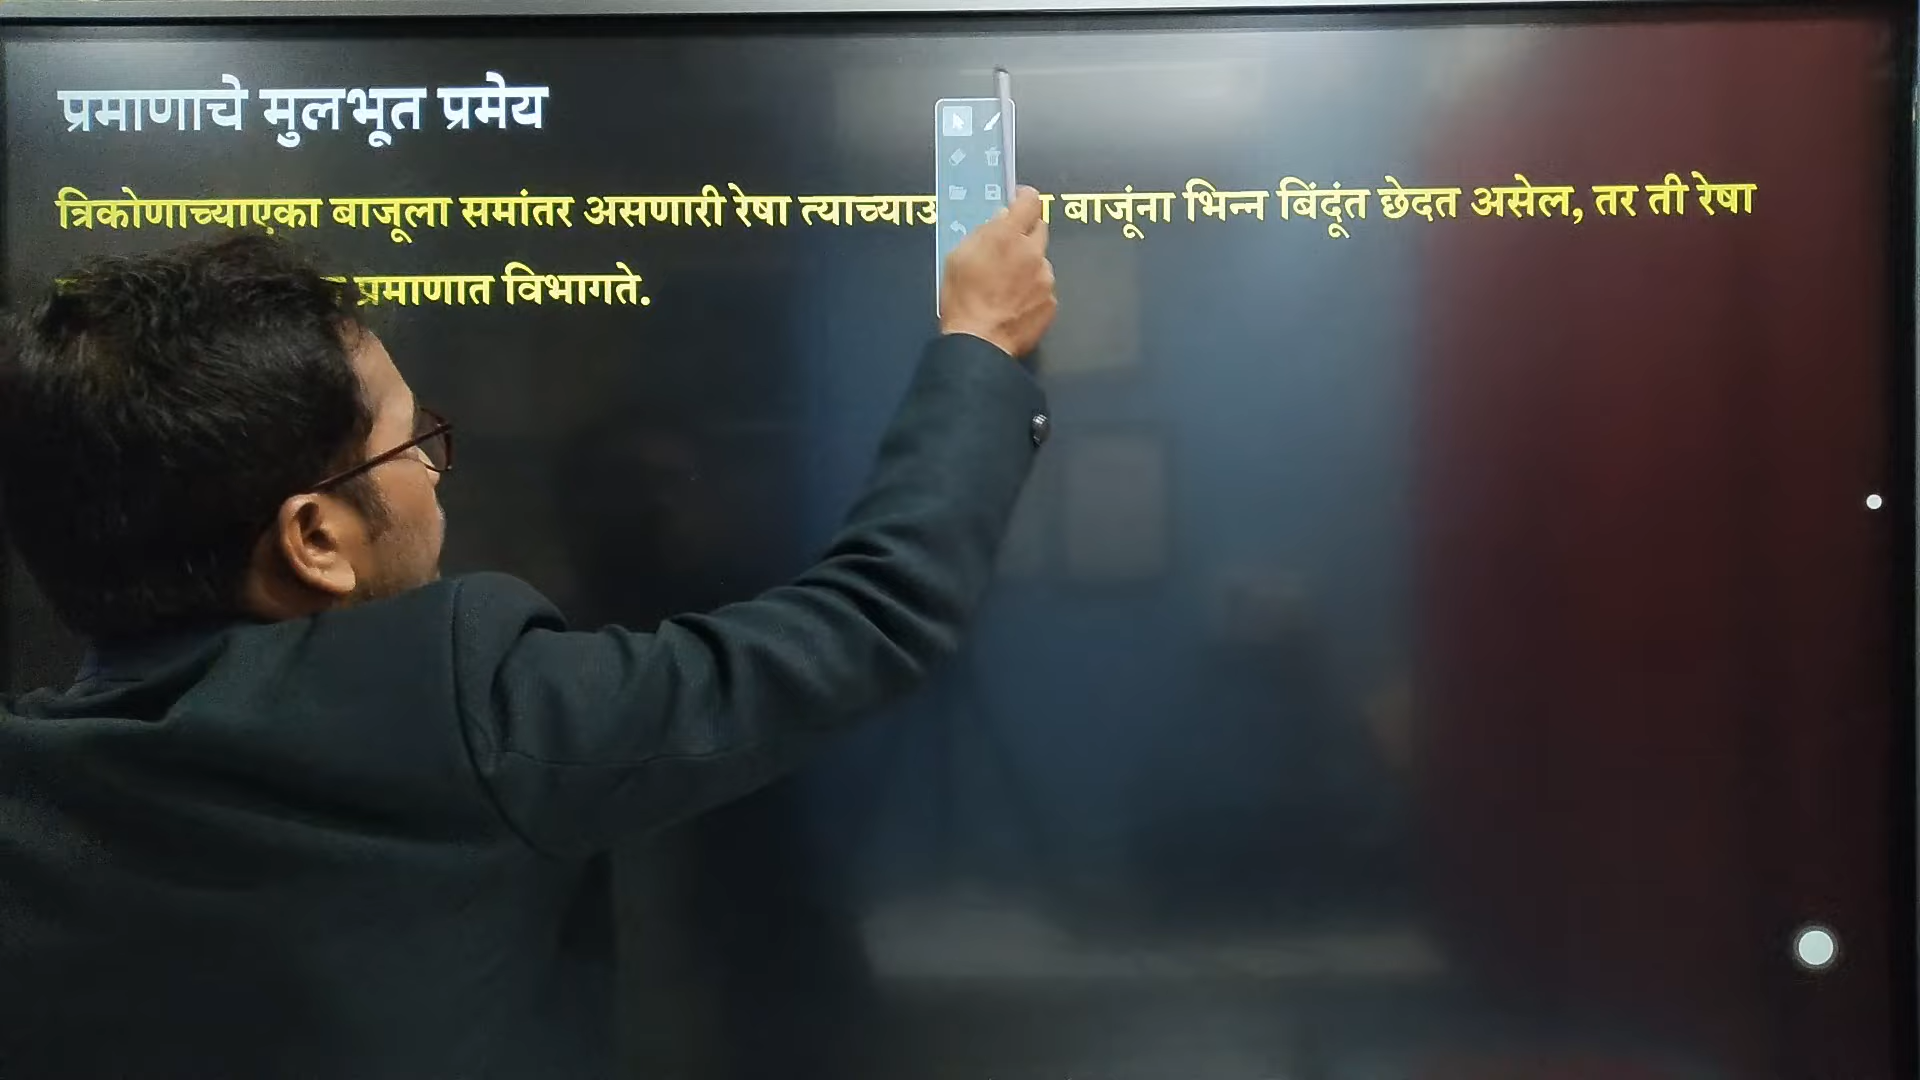 प्रमाणाचे मुलभूत प्रमेय
त्रिकोणाच्याएका बाजूला समांतर असणारी रेषा बाजूंना भिन्न बिंदूंत छेदत असेल, तर ती रेषा
प्रमाणात विभागते.